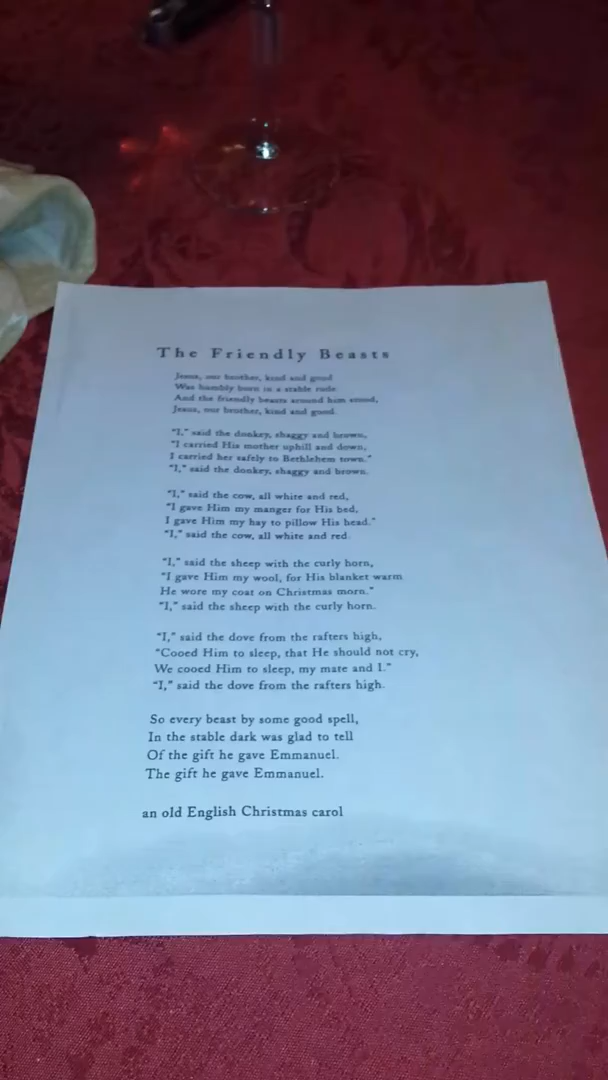 The Friendly Beasts
Jesus, our brother, kind and good
Was humbly born in a stable rude
And the friendly beasts around him stood,
Jesus, our brother, kind and good.
"I," said the donkey, shaggy and brown,
"I carried His mother uphill and down,
I carried her safely to Bethlehem town."
"I," said the donkey, shaggy and brown.
"I," said the cow, all white and red,
"I gave Him my manger for His bed,
I gave Him my hay to pillow His head."
"I," said the cow, all white and red.
"I," said the sheep with the curly horn,
"I gave Him my wool, for His blanket warm
He wore my coat on Christmas morn."
"I," said the sheep with the curly horn.
"I," said the dove from the rafters high,
"Cooed Him to sleep, that He should not cry,
We cooed Him to sleep, my mate and I."
"I," said the dove from the rafters high.
So every beast by some good spell,
In the stable dark was glad to tell
Of the gift he gave Emmanuel.
The gift he gave Emmanuel.
an old English Christmas carol